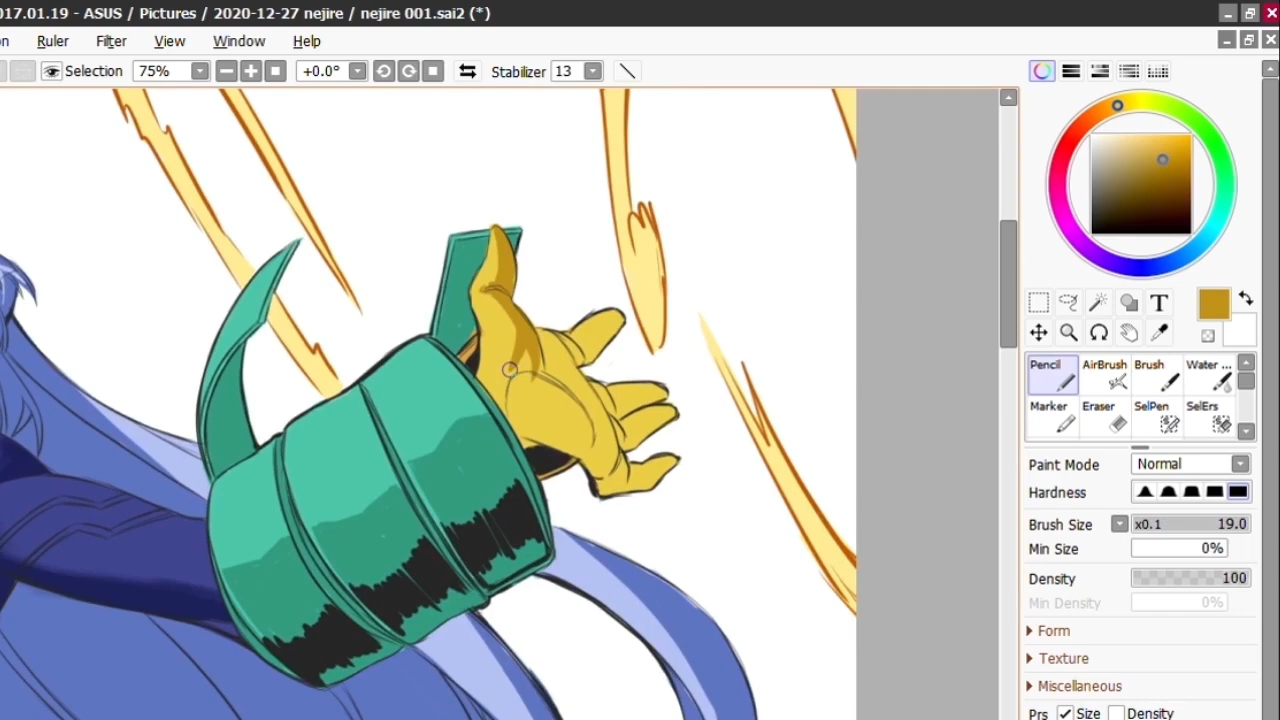 017.01.19 - ASUS / Pictures / 2020-12-27 nejire / nejire 001.sai2 (*)
n Ruler Filter View Window Help
Selection 75% +0.0° Stabilizer 13
T
Pencil AirBrush Brush Water ...
Marker Eraser SelPen SelErs
Paint Mode Normal
Hardness
Brush Size x0.1 19.0
Min Size 0%
Density 100
Min Density 0%
Form
Texture
Miscellaneous
Prs Size Density